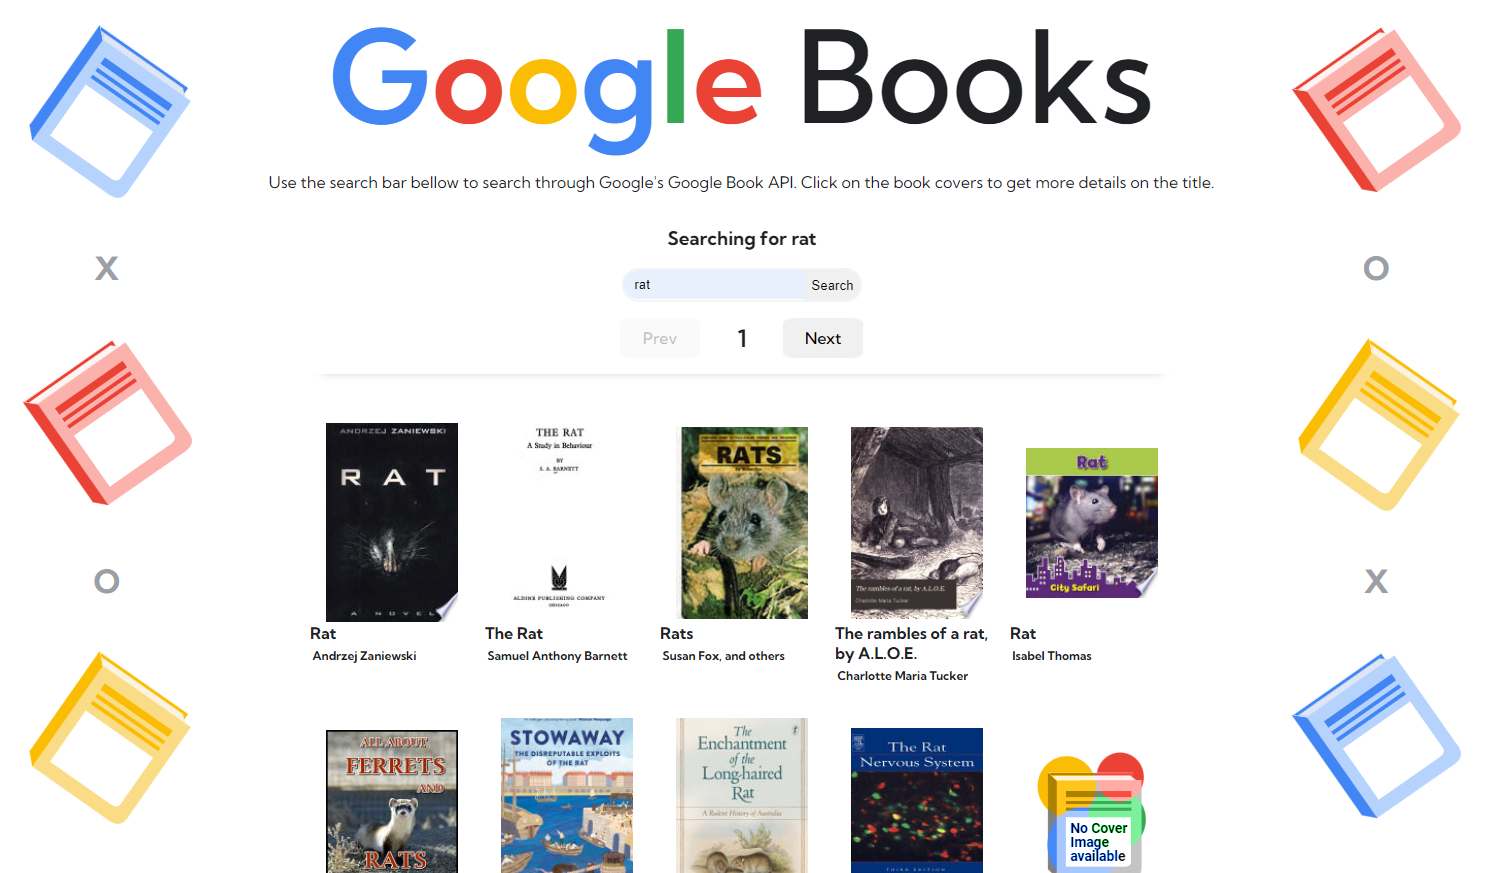 Google Books
Use the search bar bellow to search through Google's Google Book API. Click on the book covers to get more details on the title.
X
O
Searching for rat
rat
Search
Prev
1
Next
ANDRZEJ ZANIEWSKI
RAT
A NOVEL
Rat
Andrzej Zaniewski
THE RAT
A Study in Behaviour
BY
S. A. BARNETT
ALDINE PUBLISHING COMPANY
CHICAGO
The Rat
Samuel Anthony Barnett
RATS
Rats
Susan Fox, and others
The rambles of a rat, by A.L.O.E.
Charlotte Maria Tucker
The rambles of a rat,
by A.L.O.E.
Charlotte Maria Tucker
Rat
City Safari
Rat
Isabel Thomas
O
X
ALL ABOUT
FERRETS
AND
RATS
STOWAWAY
THE DISREPUTABLE EXPLOITS
OF THE RAT
The
Enchantment
of the
Long-haired
Rat
A Rodent History of Australia
The Rat
Nervous System
THIRD EDITION
No Cover
Image
available